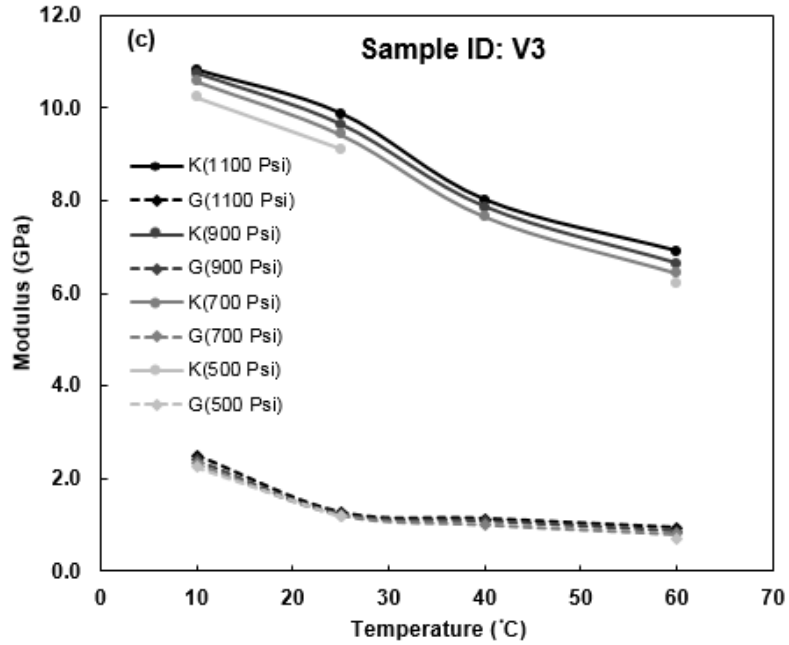 (c)
Sample ID: V3
Modulus (GPa)
12.0
10.0
8.0
6.0
4.0
2.0
0.0
K(1100 Psi)
G(1100 Psi)
K(900 Psi)
G(900 Psi)
K(700 Psi)
G(700 Psi)
K(500 Psi)
G(500 Psi)
0 10 20 30 40 50 60 70
Temperature (˚C)